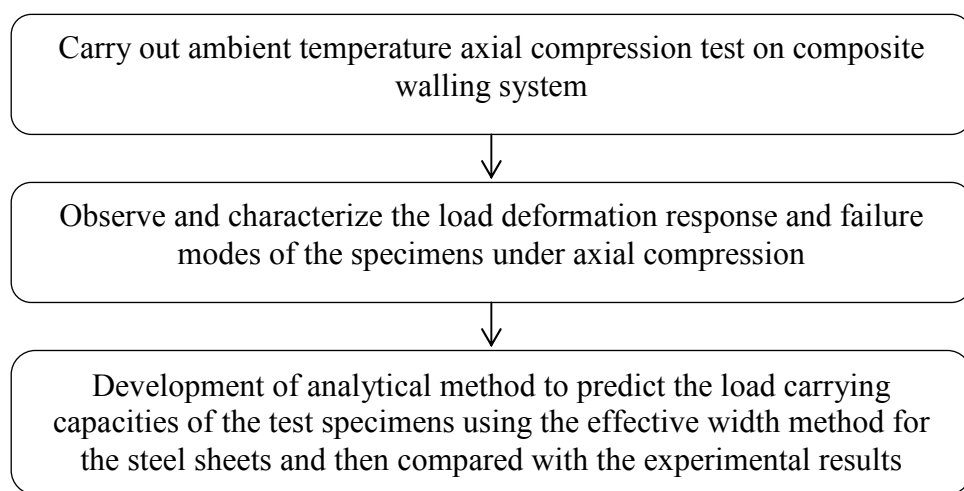 Carry out ambient temperature axial compression test on composite
walling system
Observe and characterize the load deformation response and failure
modes of the specimens under axial compression
Development of analytical method to predict the load carrying
capacities of the test specimens using the effective width method for
the steel sheets and then compared with the experimental results